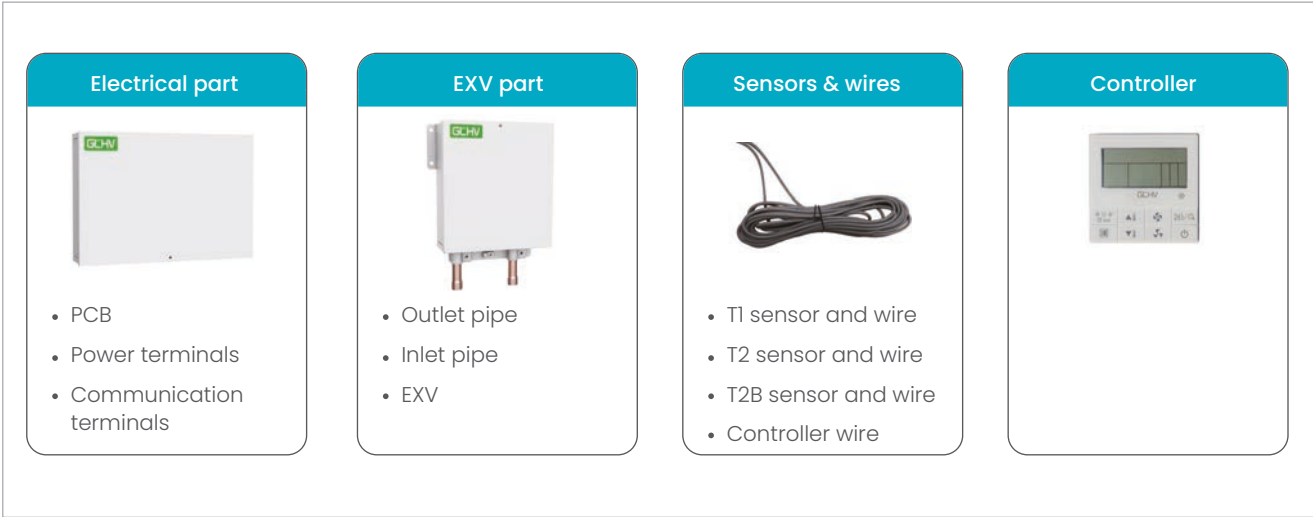 Electrical part
GCHV
PCB
Power terminals
Communication
terminals
EXV part
GCHV
Outlet pipe
Inlet pipe
EXV
Sensors & wires
T1 sensor and wire
T2 sensor and wire
T2B sensor and wire
Controller wire
Controller
GCHV